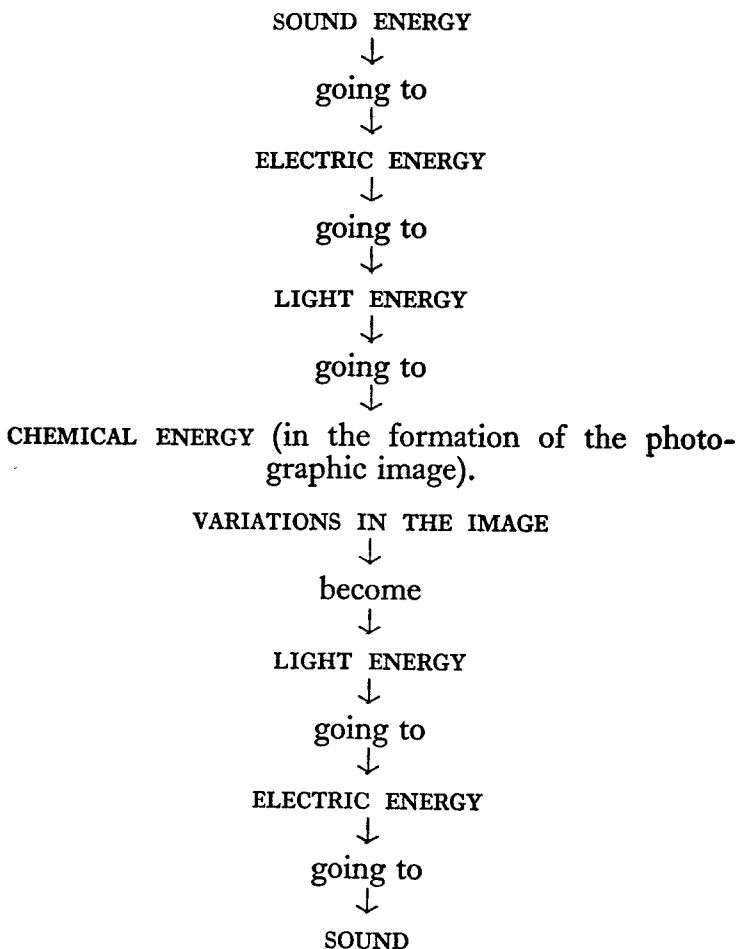 SOUND ENERGY
↓
going to
↓
ELECTRIC ENERGY
↓
going to
↓
LIGHT ENERGY
↓
going to
↓
CHEMICAL ENERGY (in the formation of the photo-
graphic image).
VARIATIONS IN THE IMAGE
↓
become
↓
LIGHT ENERGY
↓
going to
↓
ELECTRIC ENERGY
↓
going to
↓
SOUND